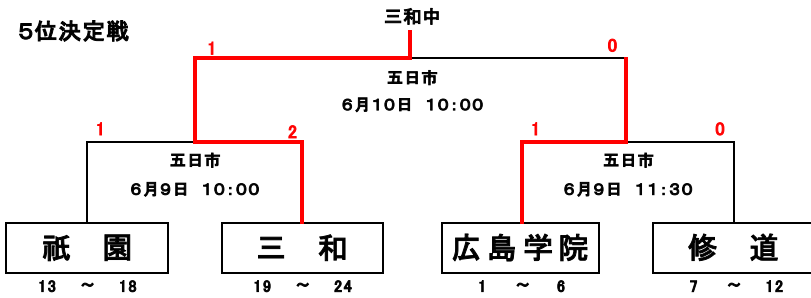 三和中
5位決定戦
1 0
五日市
6月10日 10:00
1 2 1 0
五日市 五日市
6月9日 10:00 6月9日 11:30
祇 園 三 和 広島学院 修 道
13 ～ 18 19 ～ 24 1 ～ 6 7 ～ 12